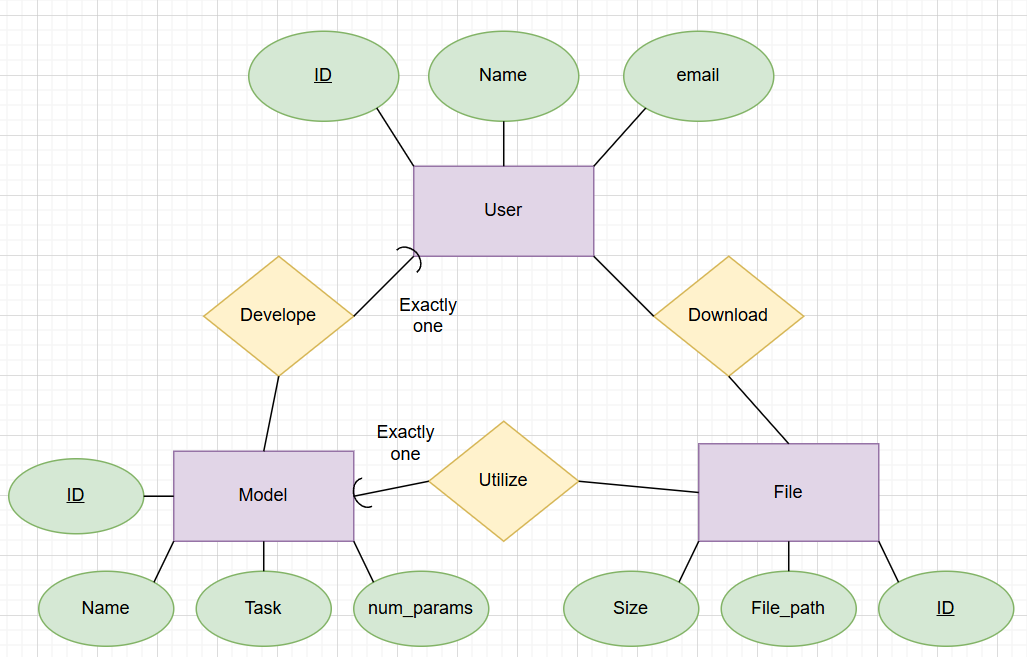 ID
Name
email
User
Develope
Exactly
one
Download
Exactly
one
Utilize
ID
Model
File
Name
Task
num_params
Size
File_path
ID